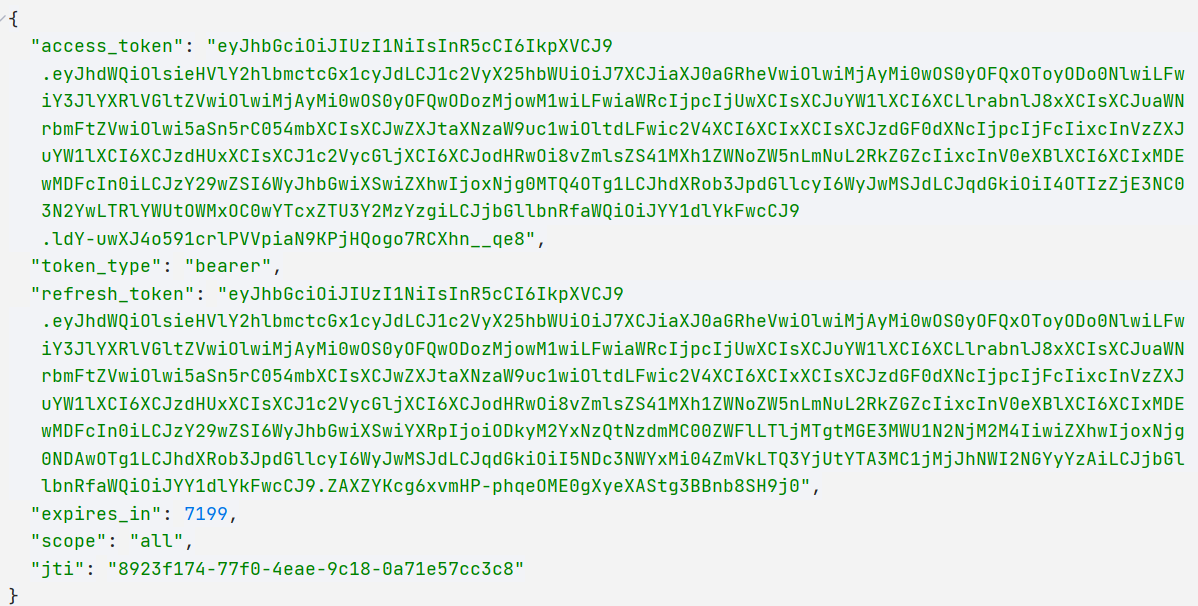 {
"access_token": "eyJhbGciOiJIUzI1NiIsInR5cCI6IkpXVCJ9
.eyJhdWQiOlsieHVlY2hlbmctcGx1cyJdLCJ1c2VyX25hbWUiOiJ7XCJiaXJ0aGRheVwiOlwiMjAyMi0wOS0yOFQxOToyODo0NlwiLFw
iY3JlYXRlVGltZVwiOlwiMjAyMi0wOS0yOFQwODozMjowM1wiLFwiaWRcIjpcIjUwXCIsXCJuYW1lXCI6XCLlrabnlJ8xXCIsXCJuaWN
rbmFtZVwiOlwi5aSn5rC054mbXCIsXCJwZXJtaXNzaW9uc1wiOltdLFwic2V4XCI6XCIxXCIsXCJzdGF0dXNcIjpcIjFcIixcInVzZXJ
uYW1lXCI6XCJzdHUxXCIsXCJ1c2VycGljXCI6XCJodHRwOi8vZmlsZS41MXh1ZWNoZW5nLmNuL2RkZGZcIixcInV0eXBlXCI6XCIxMDE
wMDFcIn0iLCJzY29wZSI6WyJhbGwiXSwiZXhwIjoxNjg0MTQ4OTg1LCJhdXRob3JpdGllcyI6WyJwMSJdLCJqdGkiOiI4OTIzZjE3NC0
3N2YwLTRlYWUtOWMxOC0wYTcxZTU3Y2MzYzgiLCJjbGllbnRfaWQiOiJYY1dlYkFwcCJ9
.ldY-uwXJ4o591crlPVVpiaN9KPjHQogo7RCXhn__qe8",
"token_type": "bearer",
"refresh_token": "eyJhbGciOiJIUzI1NiIsInR5cCI6IkpXVCJ9
.eyJhdWQiOlsieHVlY2hlbmctcGx1cyJdLCJ1c2VyX25hbWUiOiJ7XCJiaXJ0aGRheVwiOlwiMjAyMi0wOS0yOFQxOToyODo0NlwiLFw
iY3JlYXRlVGltZVwiOlwiMjAyMi0wOS0yOFQwODozMjowM1wiLFwiaWRcIjpcIjUwXCIsXCJuYW1lXCI6XCLlrabnlJ8xXCIsXCJuaWN
rbmFtZVwiOlwi5aSn5rC054mbXCIsXCJwZXJtaXNzaW9uc1wiOltdLFwic2V4XCI6XCIxXCIsXCJzdGF0dXNcIjpcIjFcIixcInVzZXJ
uYW1lXCI6XCJzdHUxXCIsXCJ1c2VycGljXCI6XCJodHRwOi8vZmlsZS41MXh1ZWNoZW5nLmNuL2RkZGZcIixcInV0eXBlXCI6XCIxMDE
wMDFcIn0iLCJzY29wZSI6WyJhbGwiXSwiYXRpIjoiODkyM2YxNzQtNzdmMC00ZWFlLTljMTgtMGE3MWU1N2NjM2M4IiwiZXhwIjoxNjg
0NDAwOTg1LCJhdXRob3JpdGllcyI6WyJwMSJdLCJqdGkiOiI5NDc3NWYxMi04ZmVkLTQ3YjUtYTA3MC1jMjJhNWI2NGYyYzAiLCJjbGl
lbnRfaWQiOiJYY1dlYkFwcCJ9.ZAXZYKcg6xvmHP-phqeOME0gXyeXAStg3BBnb8SH9j0",
"expires_in": 7199,
"scope": "all",
"jti": "8923f174-77f0-4eae-9c18-0a71e57cc3c8"
}